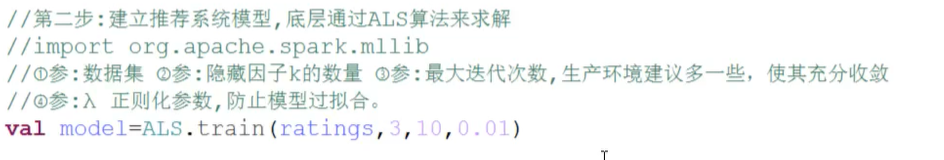 //第二步:建立推荐系统模型,底层通过ALS算法来求解
//import org.apache.spark.mllib
//①参:数据集 ②参:隐藏因子k的数量 ③参:最大迭代次数,生产环境建议多一些，使其充分收敛
//④参:λ 正则化参数,防止模型过拟合。
val model=ALS.train(ratings,3,10,0.01)